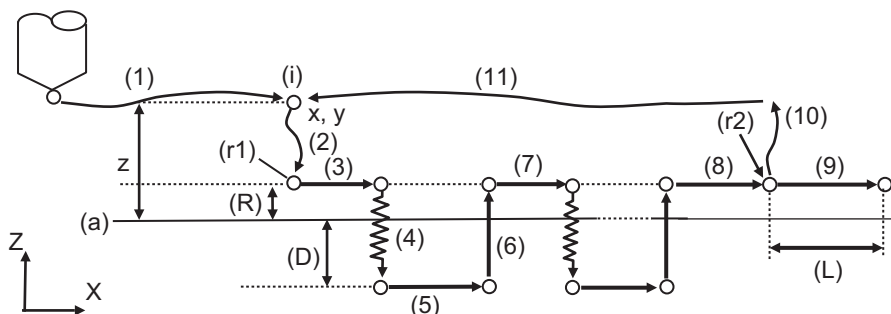 (1)
(i)
(11)
x, y
(2)
(r2)
(10)
z
(r1)
(3)
(7)
(8)
(9)
(R)
(a)
(4)
(6)
(D)
(L)
Z
X
(5)